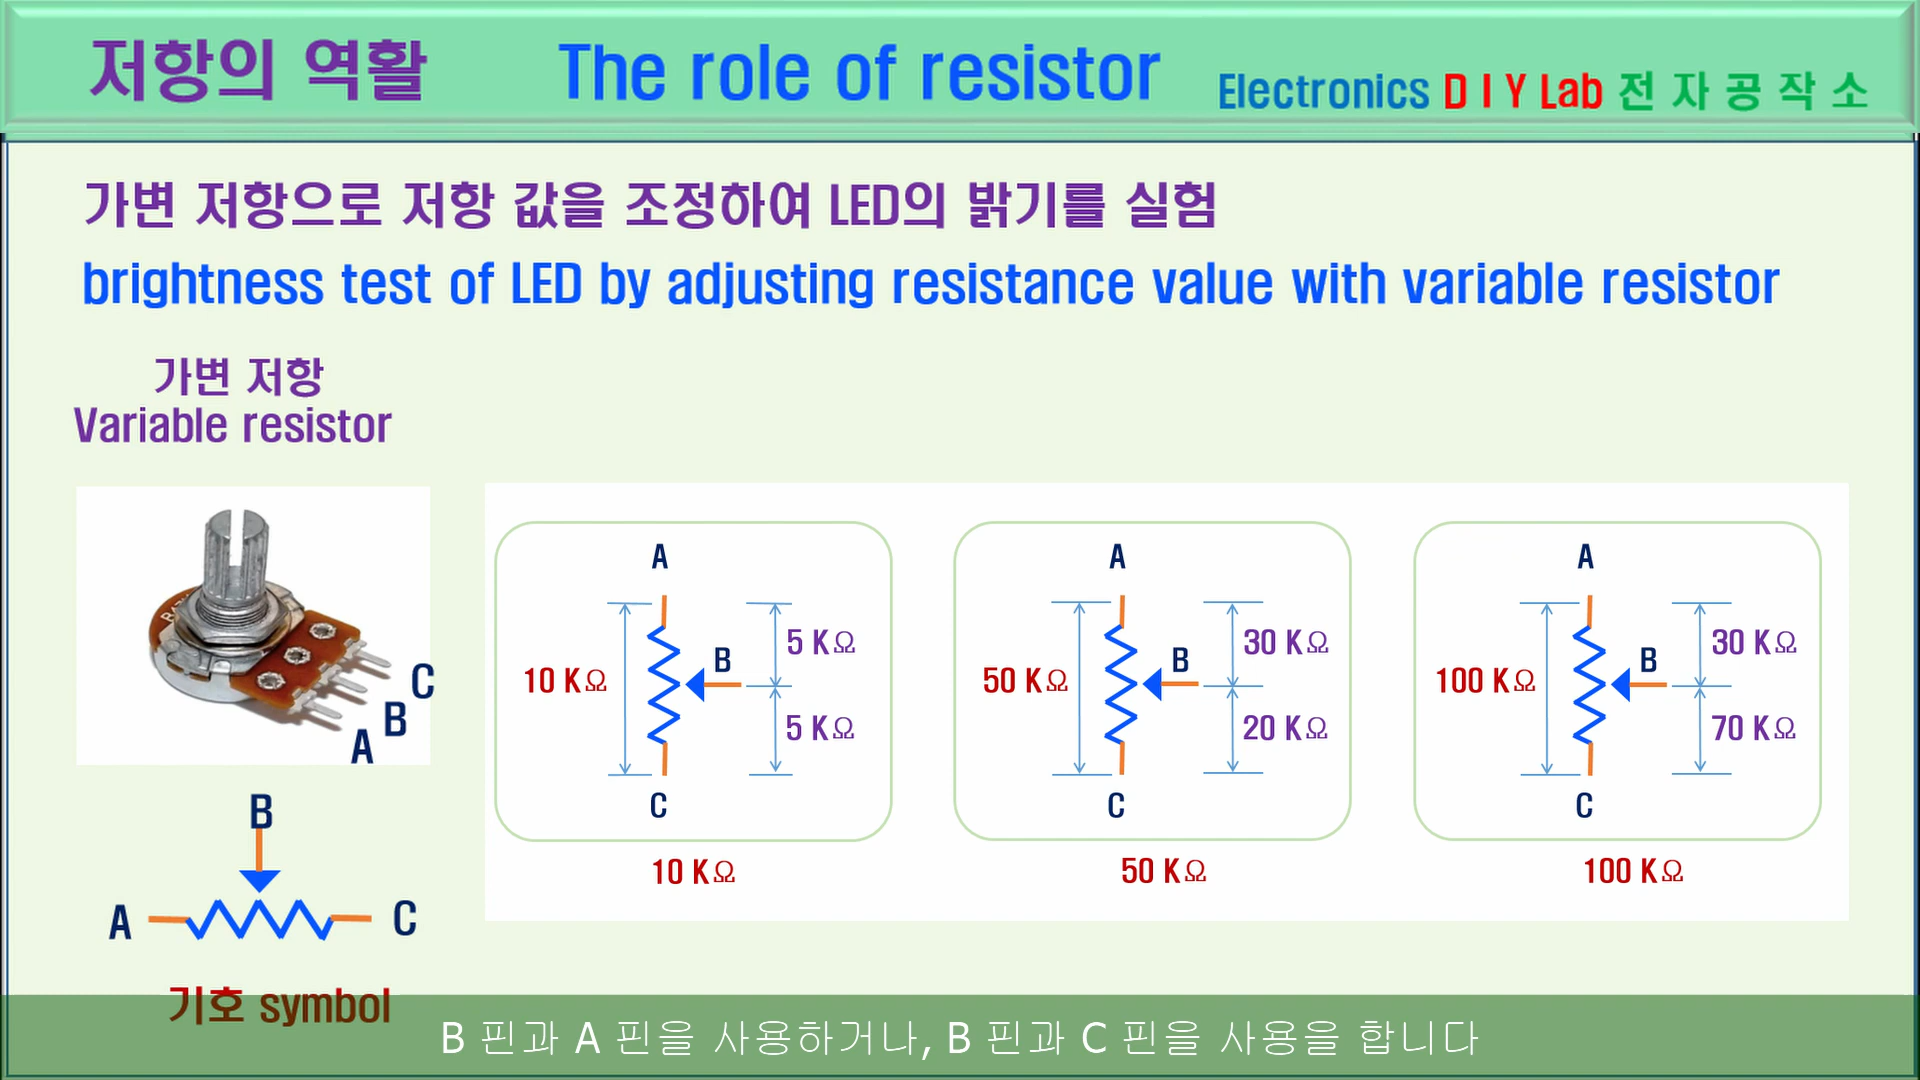 저항의 역활 The role of resistor Electronics D I Y Lab 전 자 공 작 소
가변 저항으로 저항 값을 조정하여 LED의 밝기를 실험
brightness test of LED by adjusting resistance value with variable resistor
가변 저항
Variable resistor
C
B
A
B
A C
기호 symbol
A
10 KΩ
B
5 KΩ
5 KΩ
C
10 KΩ
A
50 KΩ
B
30 KΩ
20 KΩ
C
50 KΩ
A
100 KΩ
B
30 KΩ
70 KΩ
C
100 KΩ
B 핀과 A 핀을 사용하거나, B 핀과 C 핀을 사용을 합니다